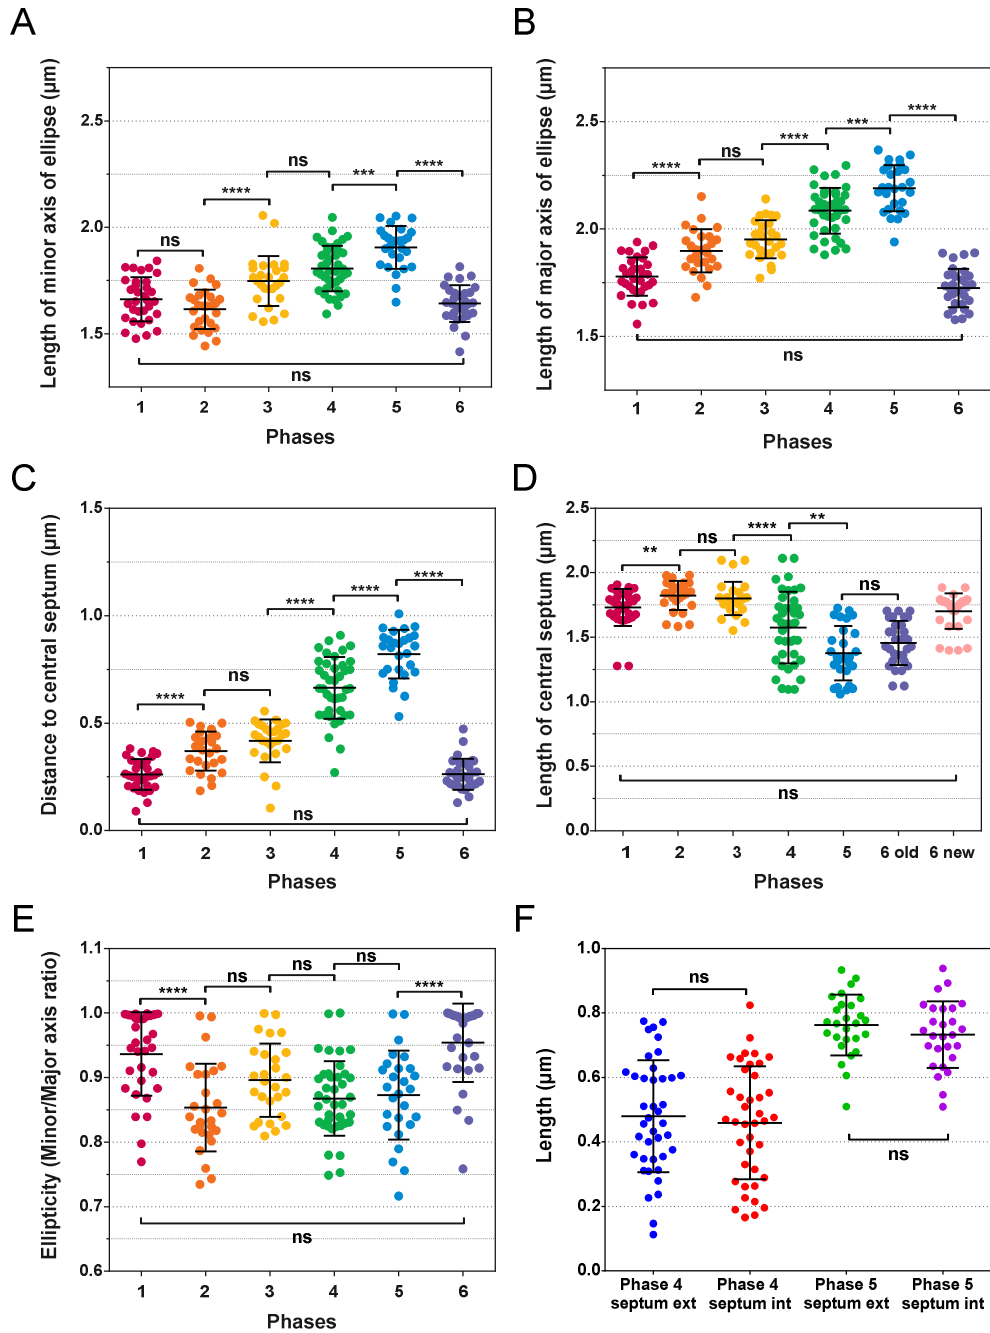 A
Length of minor axis of ellipse (μm)
2.5
2.0
1.5
ns
****
ns
***
****
ns
1 2 3 4 5 6
Phases
B
Length of major axis of ellipse (μm)
2.5
2.0
1.5
****
ns
****
***
****
ns
1 2 3 4 5 6
Phases
C
Distance to central septum (μm)
1.5
1.0
0.5
0.0
****
ns
****
****
****
ns
1 2 3 4 5 6
Phases
D
Length of central septum (μm)
2.5
2.0
1.5
1.0
0.5
0.0
**
ns
****
**
ns
ns
1 2 3 4 5 6 old 6 new
Phases
E
Ellipticity (Minor/Major axis ratio)
1.1
1.0
0.9
0.8
0.7
0.6
****
ns
ns
ns
****
ns
1 2 3 4 5 6
Phases
F
Length (μm)
1.0
0.8
0.6
0.4
0.2
0.0
ns
ns
Phase 4 Phase 4 Phase 5 Phase 5
septum ext septum int septum ext septum int